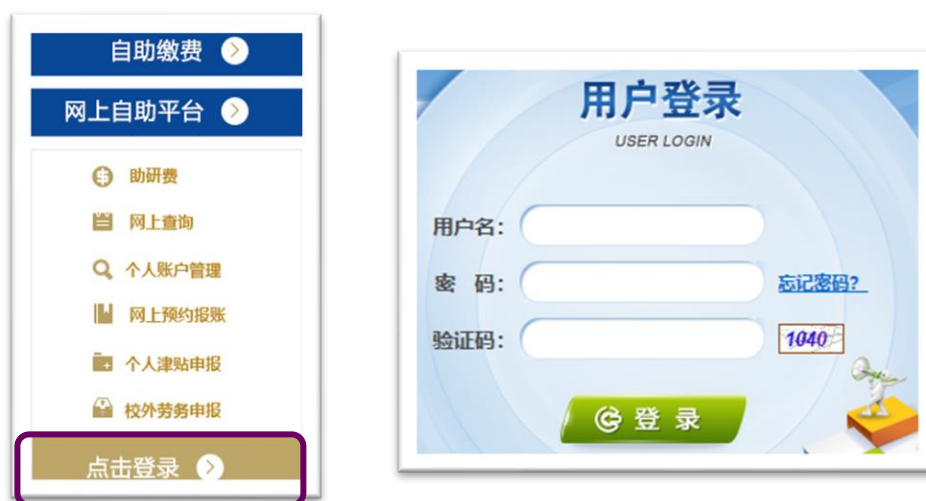 自助缴费
网上自助平台
助研费
网上查询
个人账户管理
网上预约报账
个人津贴申报
校外劳务申报
点击登录
用户登录
USER LOGIN
用户名：
密 码：
忘记密码？
验证码：
1040
登 录